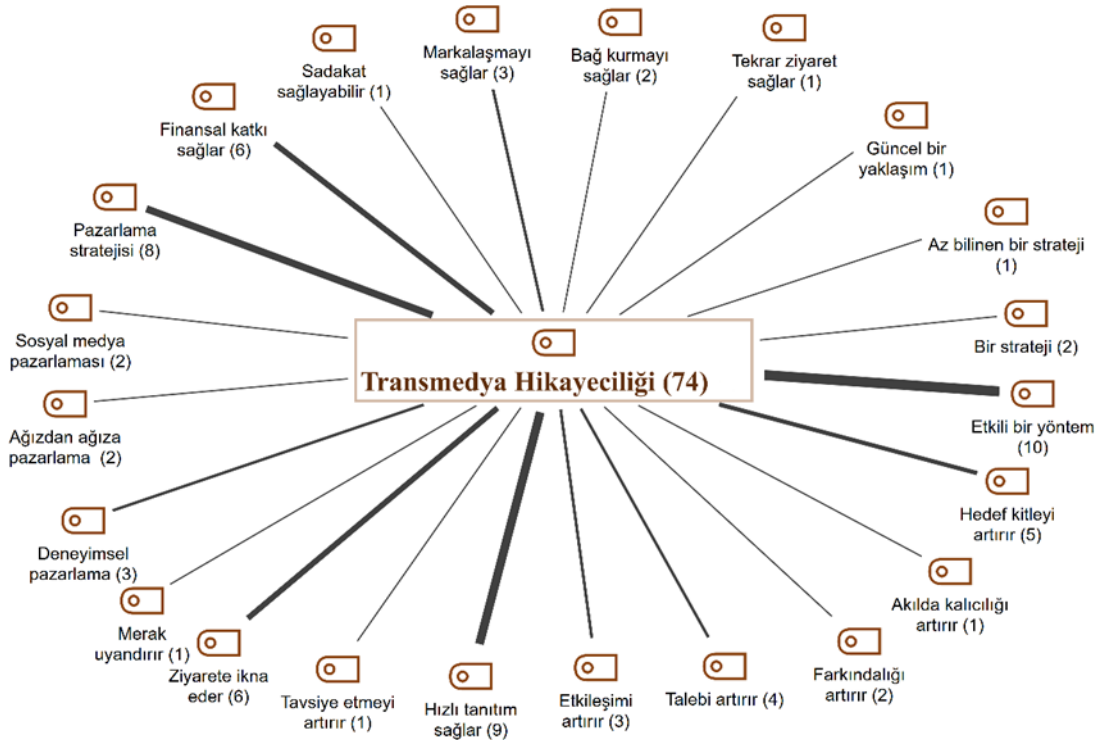 Markalaşmayı
sağlar (3)
Bağ kurmayı
sağlar (2)
Tekrar ziyaret
sağlar (1)
Sadakat
sağlayabilir (1)
Finansal katkı
sağlar (6)
Güncel bir
yaklaşım (1)
Pazarlama
stratejisi (8)
Az bilinen bir strateji
(1)
Sosyal medya
pazarlaması (2)
Bir strateji (2)
Transmedya Hikayeciliği (74)
Ağızdan ağıza
pazarlama (2)
Etkili bir yöntem
(10)
Hedef kitleyi
artırır (5)
Deneyimsel
pazarlama (3)
Akılda kalıcılığı
artırır (1)
Merak
uyandırır (1)
Ziyarete ikna
eder (6)
Tavsiye etmeyi
artırır (1)
Hızlı tanıtım
sağlar (9)
Etkileşimi
artırır (3)
Talebi artırır (4)
Farkındalığı
artırır (2)